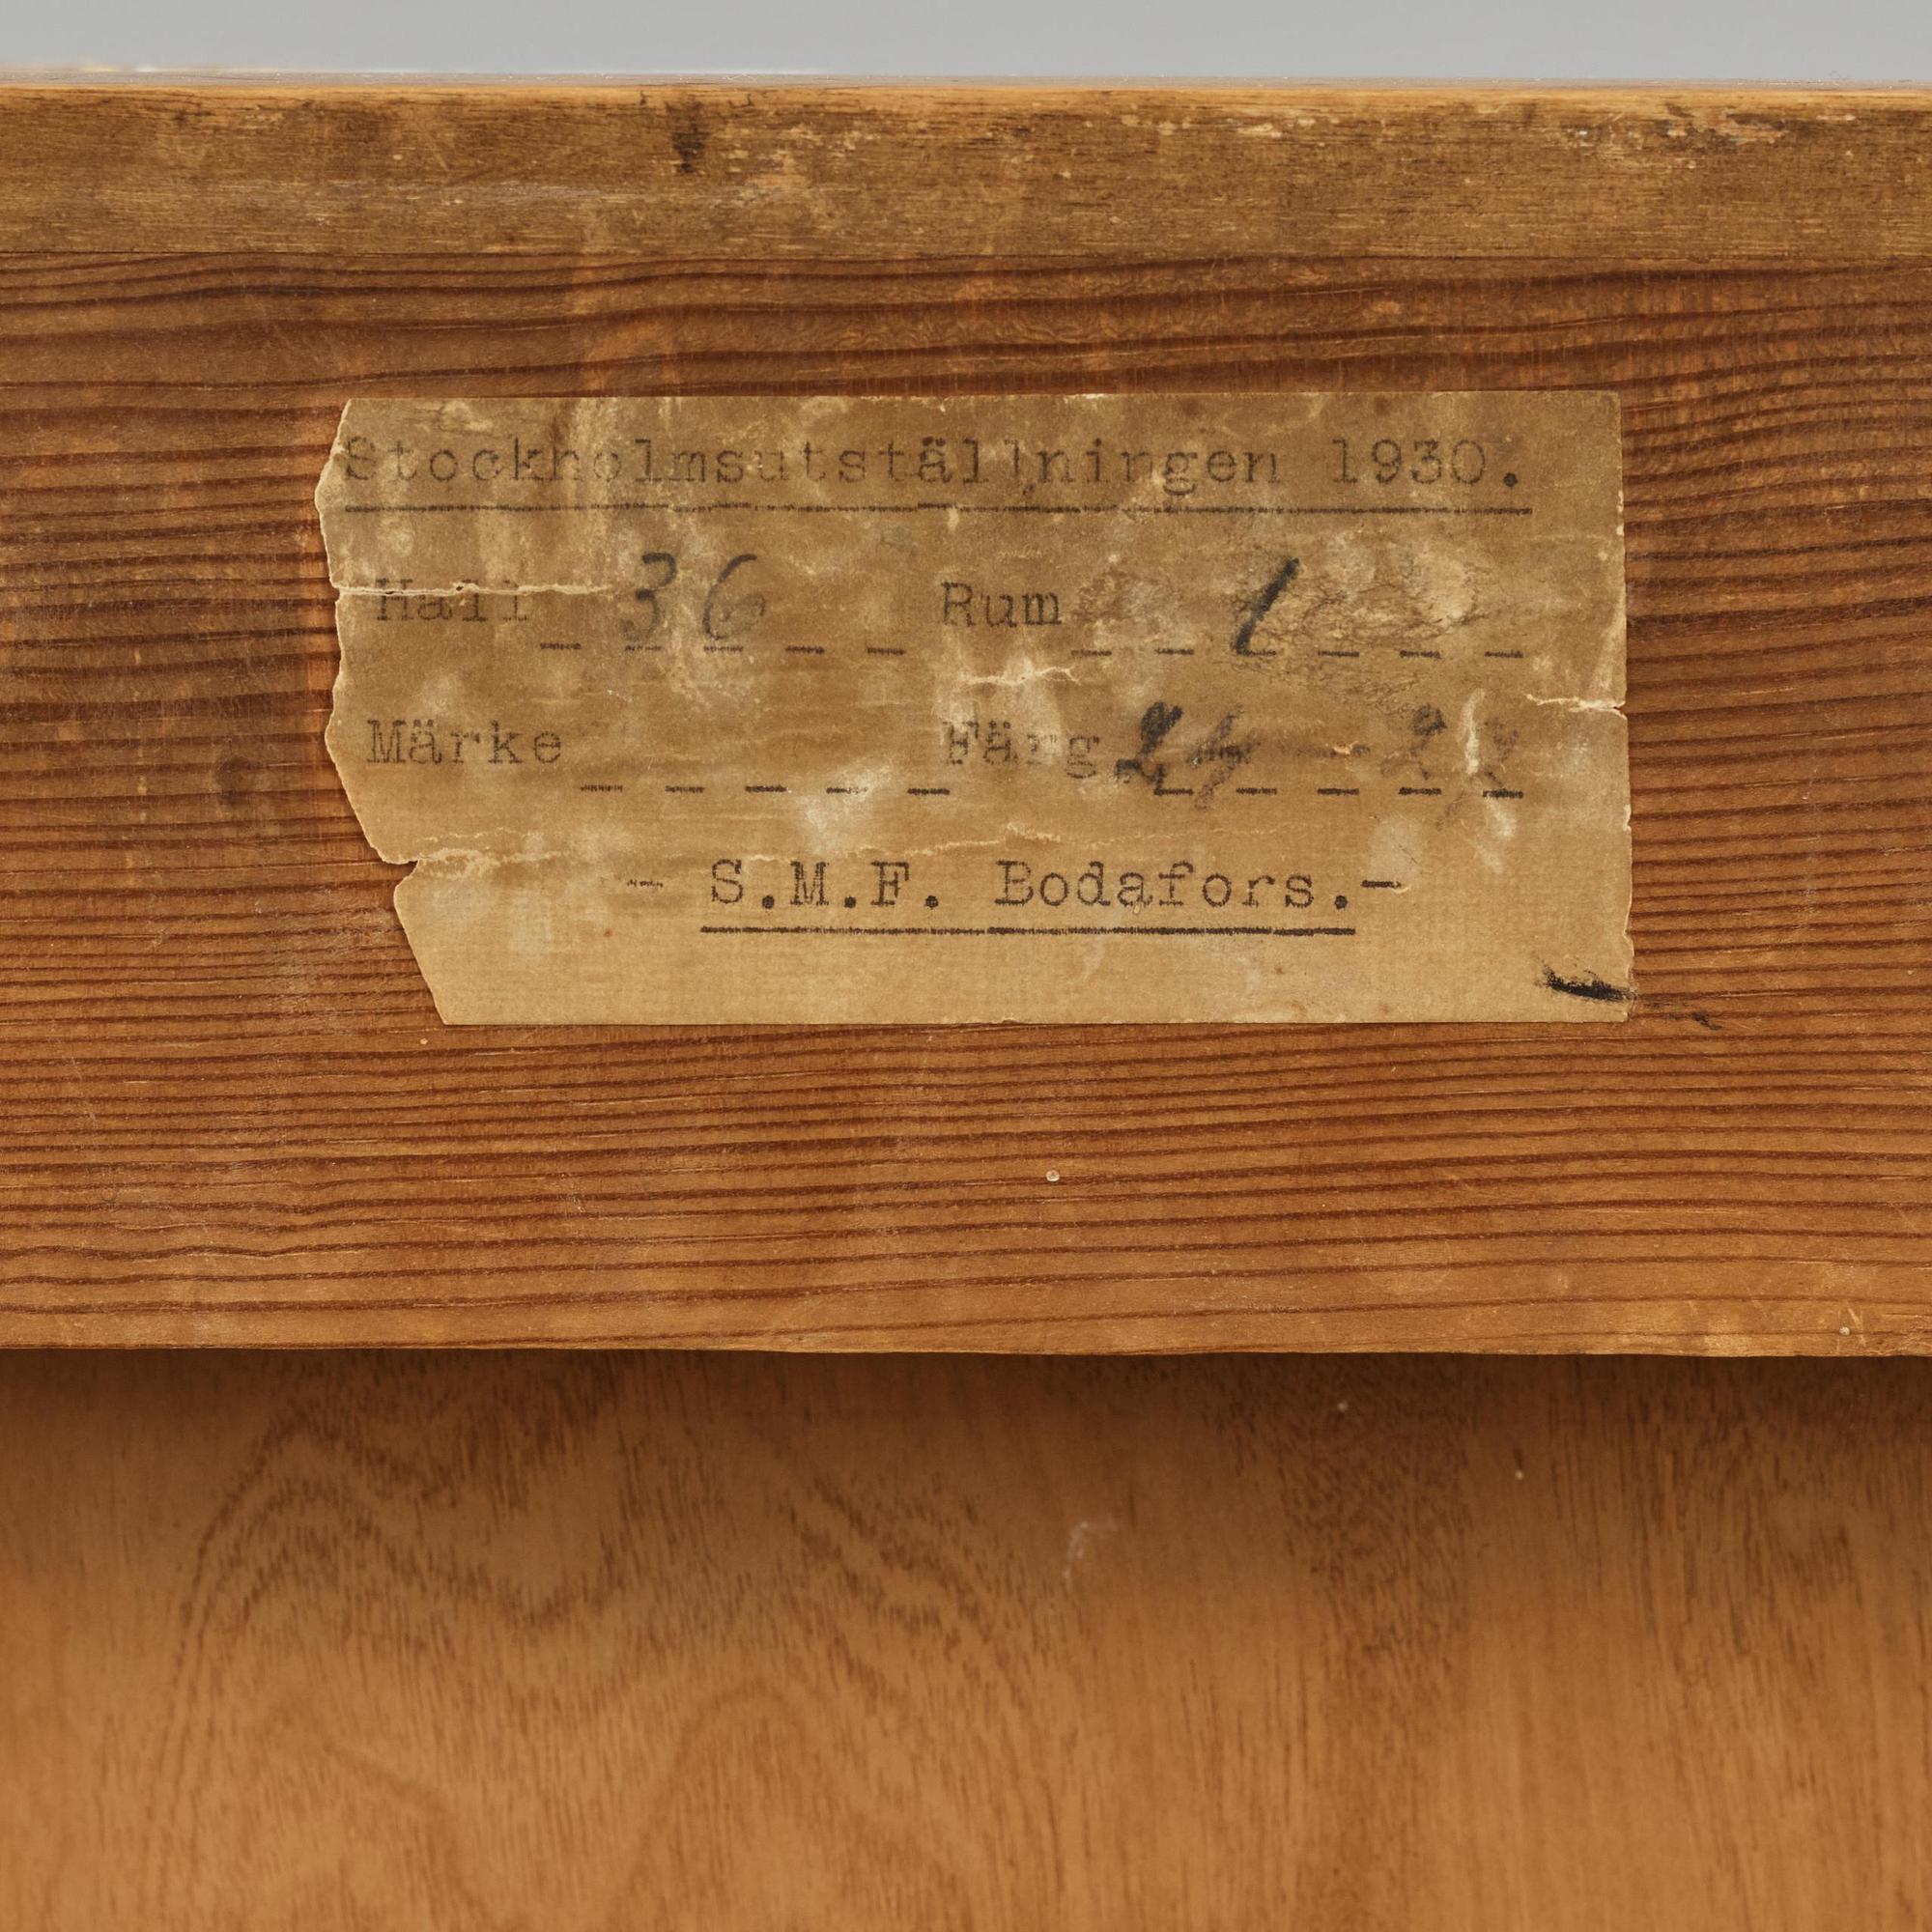 Stockholmsutställningen 1930.
Hall 36 Rum 1
Märke Färg
- S.M.F. Bodafors.-